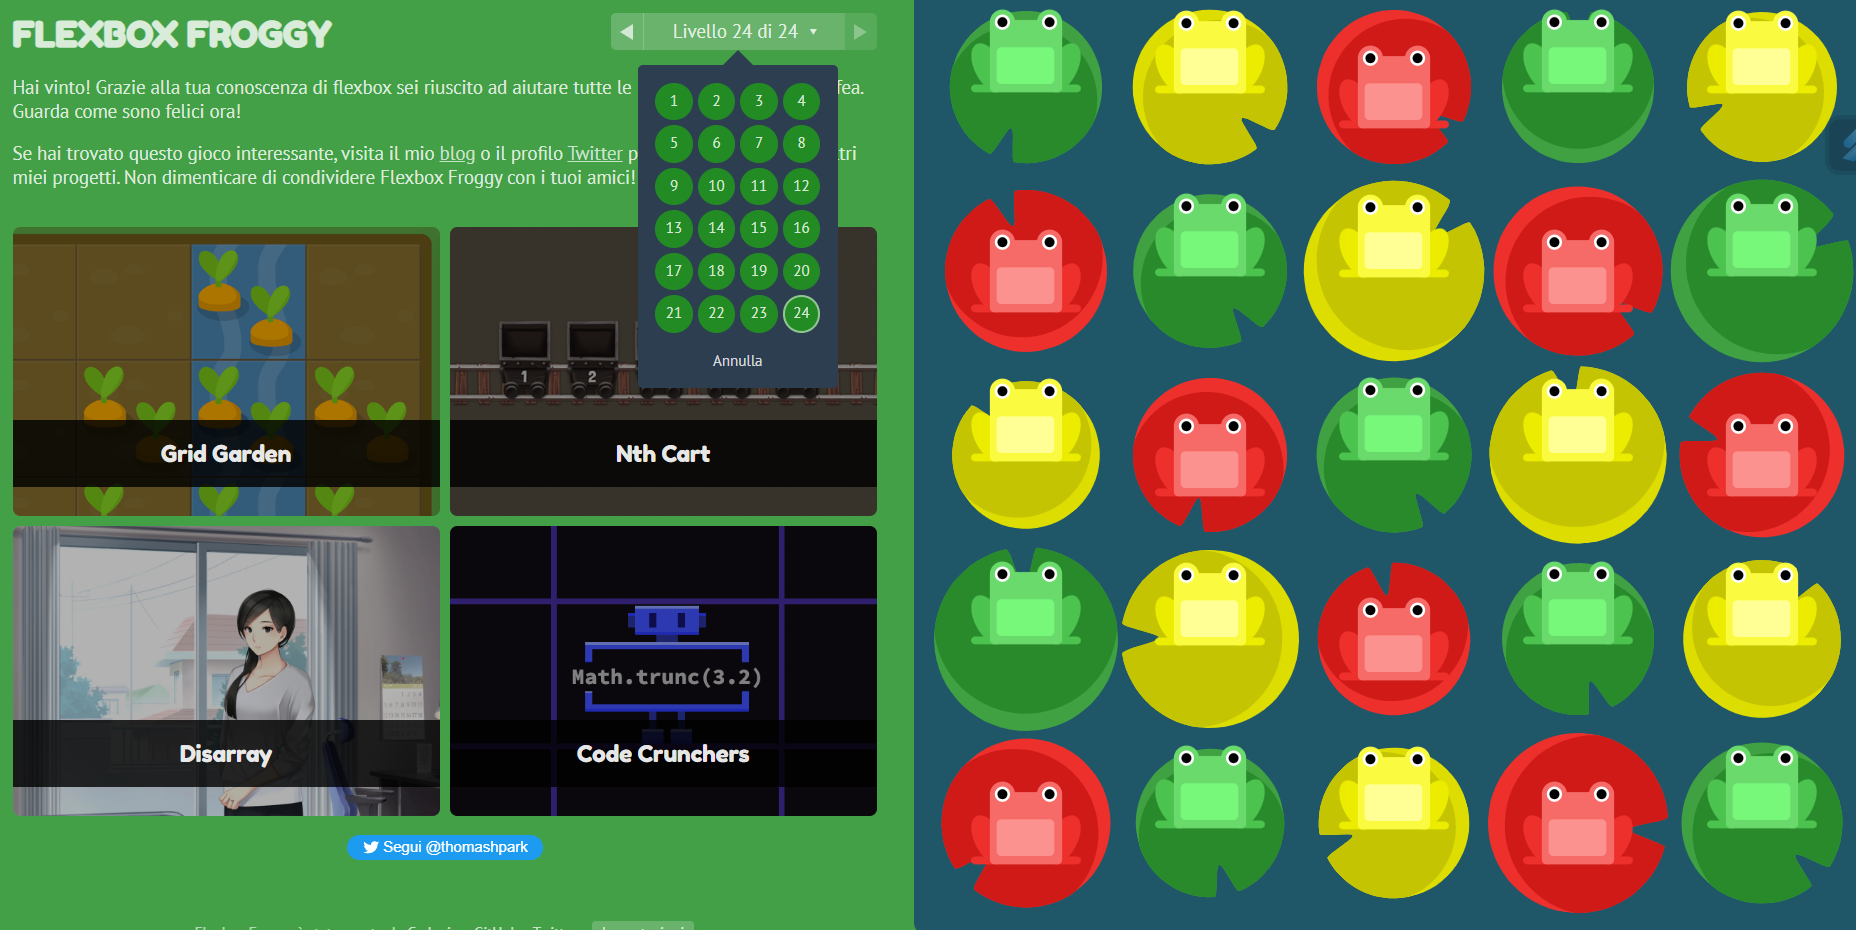 FLEXBOX FROGGY
Livello 24 di 24
Hai vinto! Grazie alla tua conoscenza di flexbox sei riuscito ad aiutare tutte le
Guarda come sono felici ora!
Se hai trovato questo gioco interessante, visita il mio blog o il profilo Twitter
miei progetti. Non dimenticare di condividere Flexbox Froggy con i tuoi amici!
1 2 3 4
5 6 7 8
9 10 11 12
13 14 15 16
17 18 19 20
21 22 23 24
Annulla
1 2
Grid Garden
Nth Cart
Math.trunc(3.2)
Disarray
Code Crunchers
Segui @thomashpark